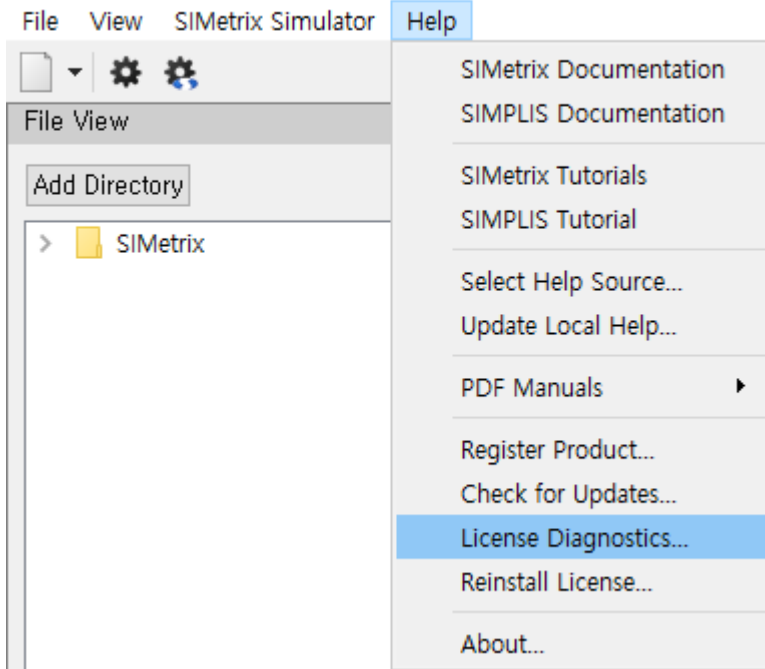 File View SIMetrix Simulator Help
File View
Add Directory
SIMetrix
SIMetrix Documentation
SIMPLIS Documentation
SIMetrix Tutorials
SIMPLIS Tutorial
Select Help Source...
Update Local Help...
PDF Manuals
Register Product...
Check for Updates...
License Diagnostics...
Reinstall License...
About...